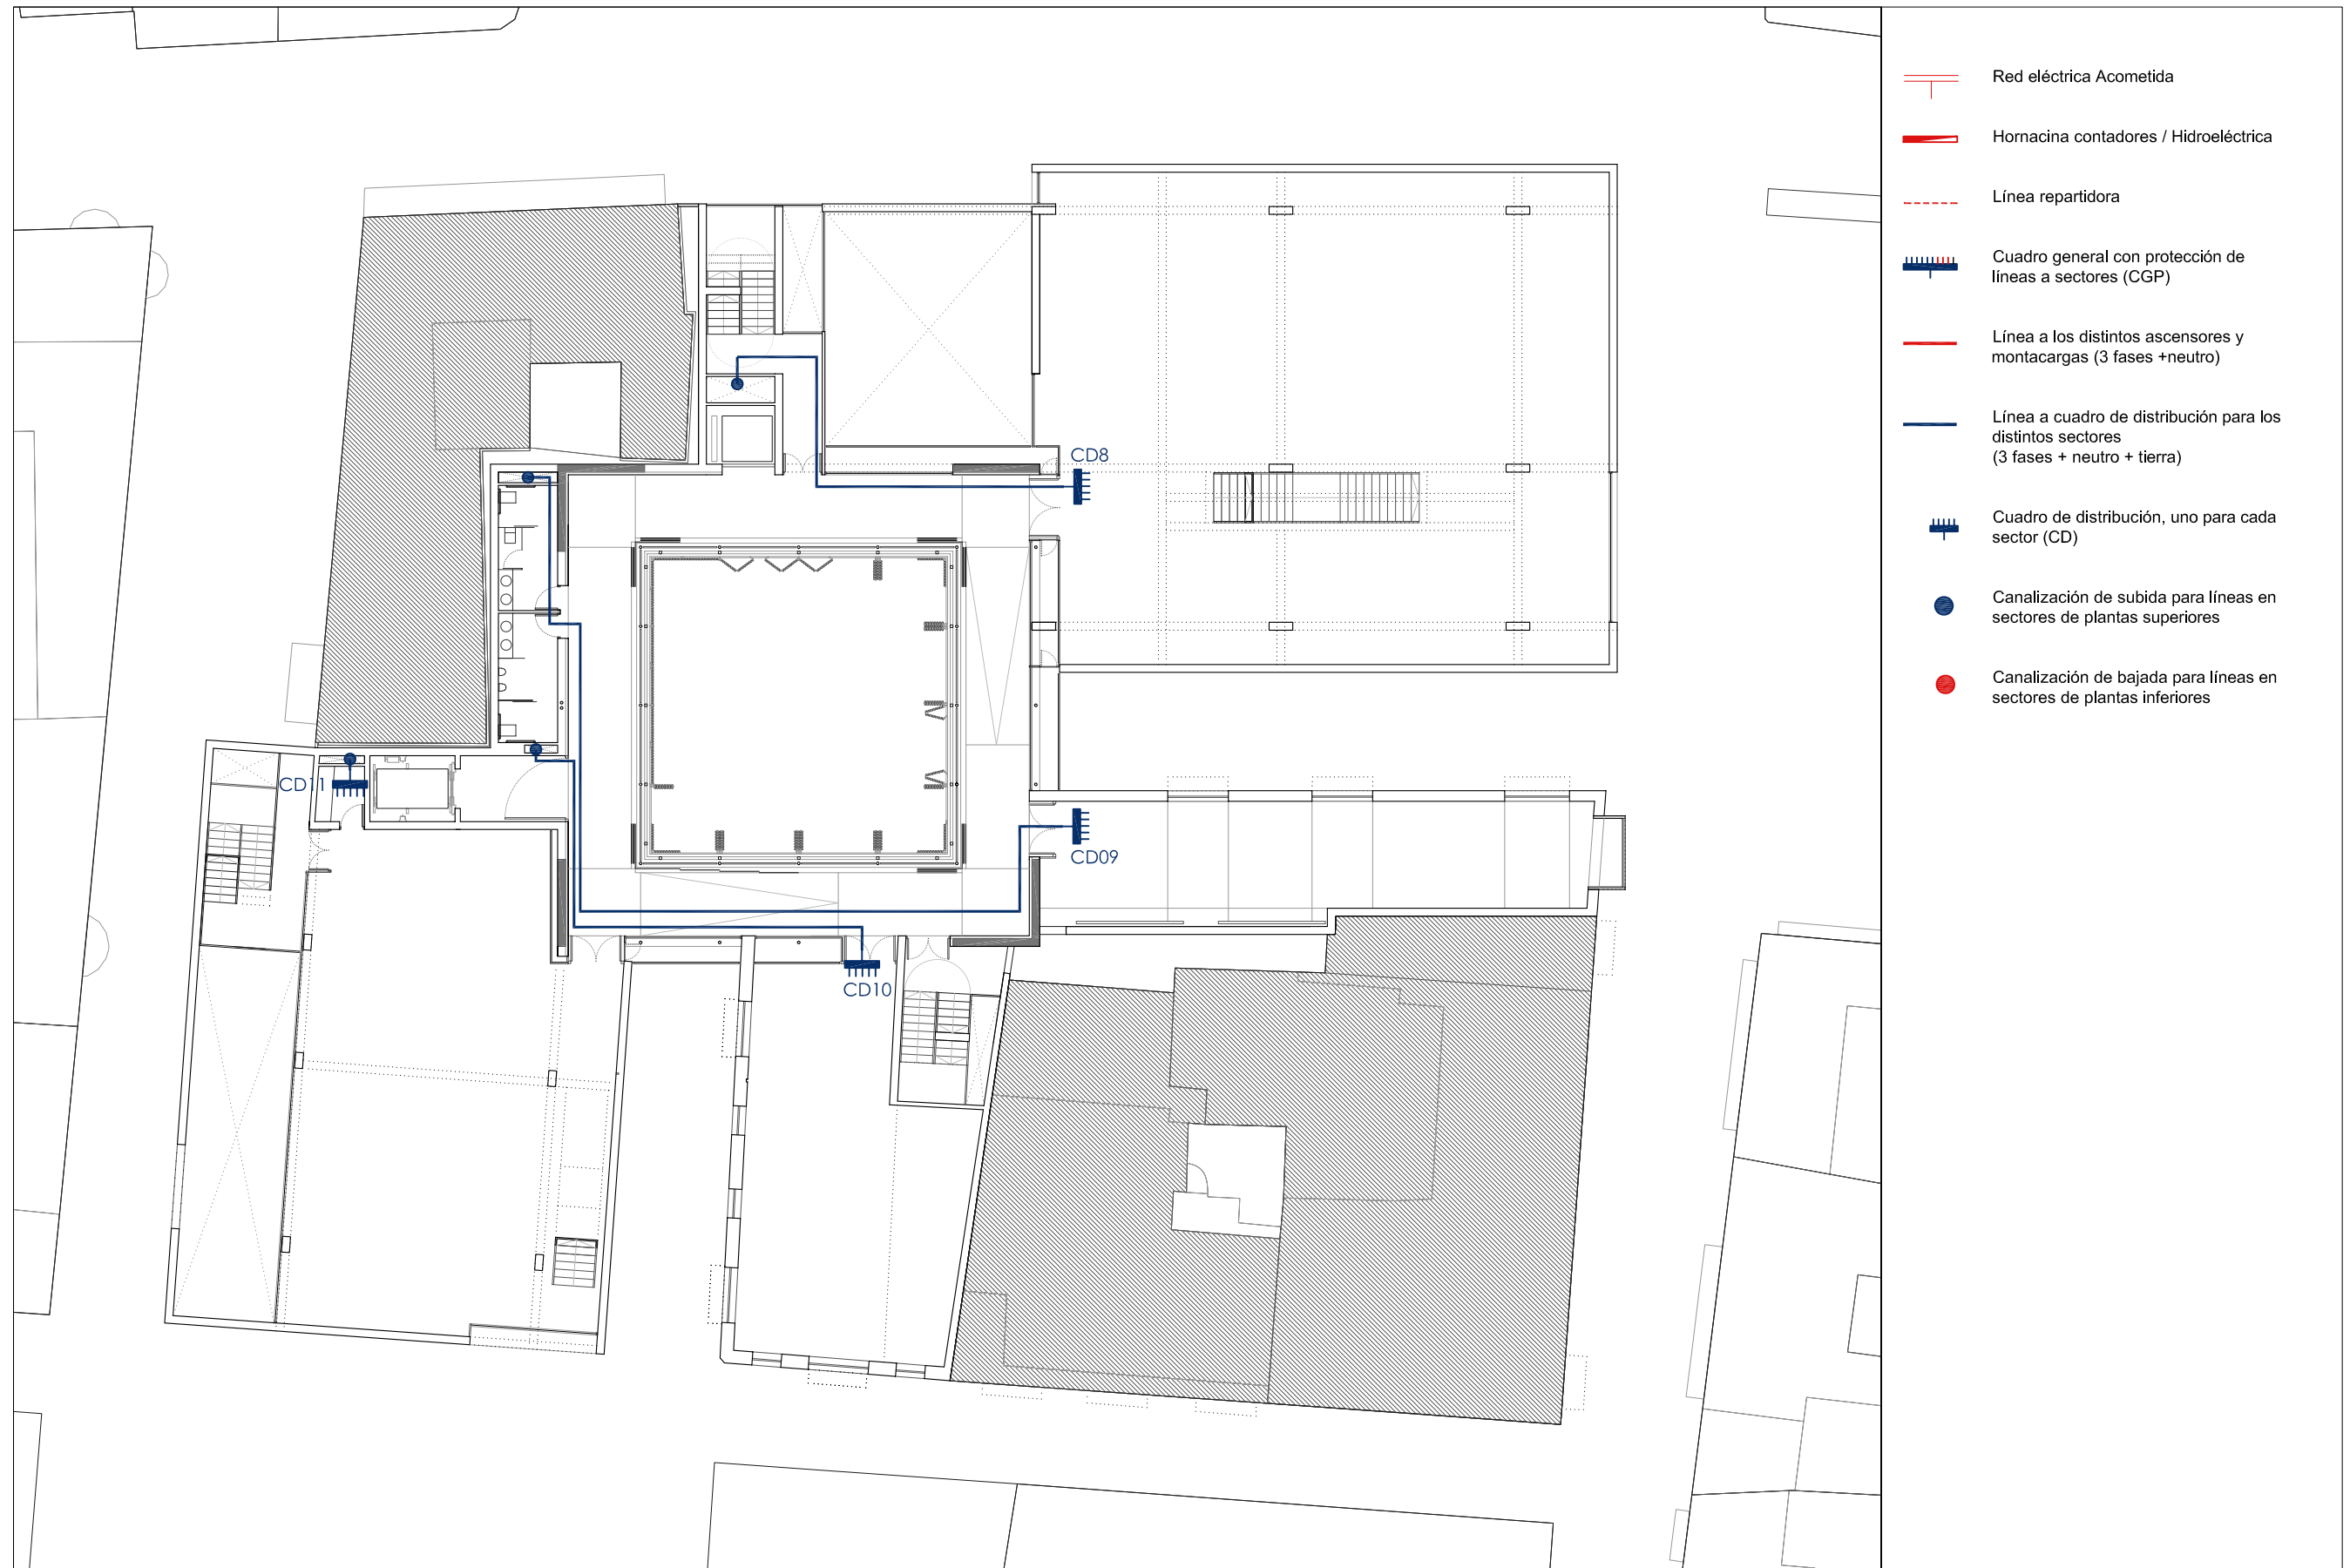 CD8
CD11
CD09
CD10
Red eléctrica Acometida
Hornacina contadores / Hidroeléctrica
Línea repartidora
Cuadro general con protección de
líneas a sectores (CGP)
Línea a los distintos ascensores y
montacargas (3 fases +neutro)
Línea a cuadro de distribución para los
distintos sectores
(3 fases + neutro + tierra)
Cuadro de distribución, uno para cada
sector (CD)
Canalización de subida para líneas en
sectores de plantas superiores
Canalización de bajada para líneas en
sectores de plantas inferiores